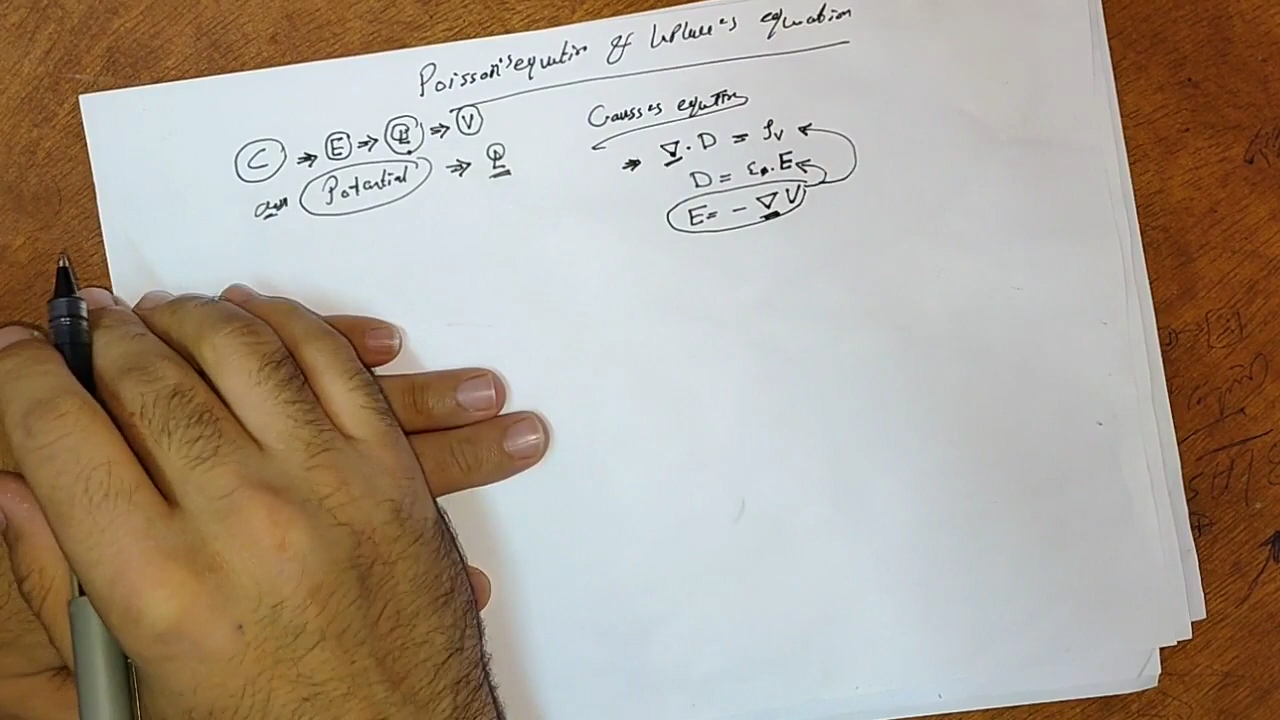 Poisson's equation & Laplace's equation
C ⇒ E ⇒ ⇒ V
Potential ⇒
Gauss's equation
⇒ ∇ · D = ρv
D = ε₀.E
E = - ∇V